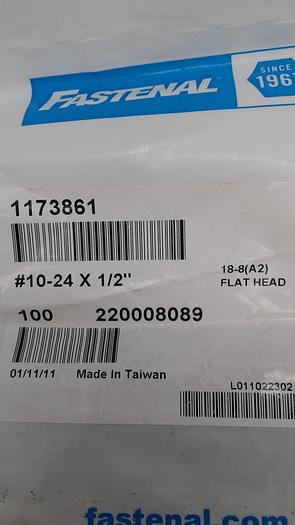 FASTENAL
SINCE
196
1173861
#10-24 X 1/2"
18-8(A2)
FLAT HEAD
100 220008089
01/11/11 Made In Taiwan
L011022302
fastenal.com